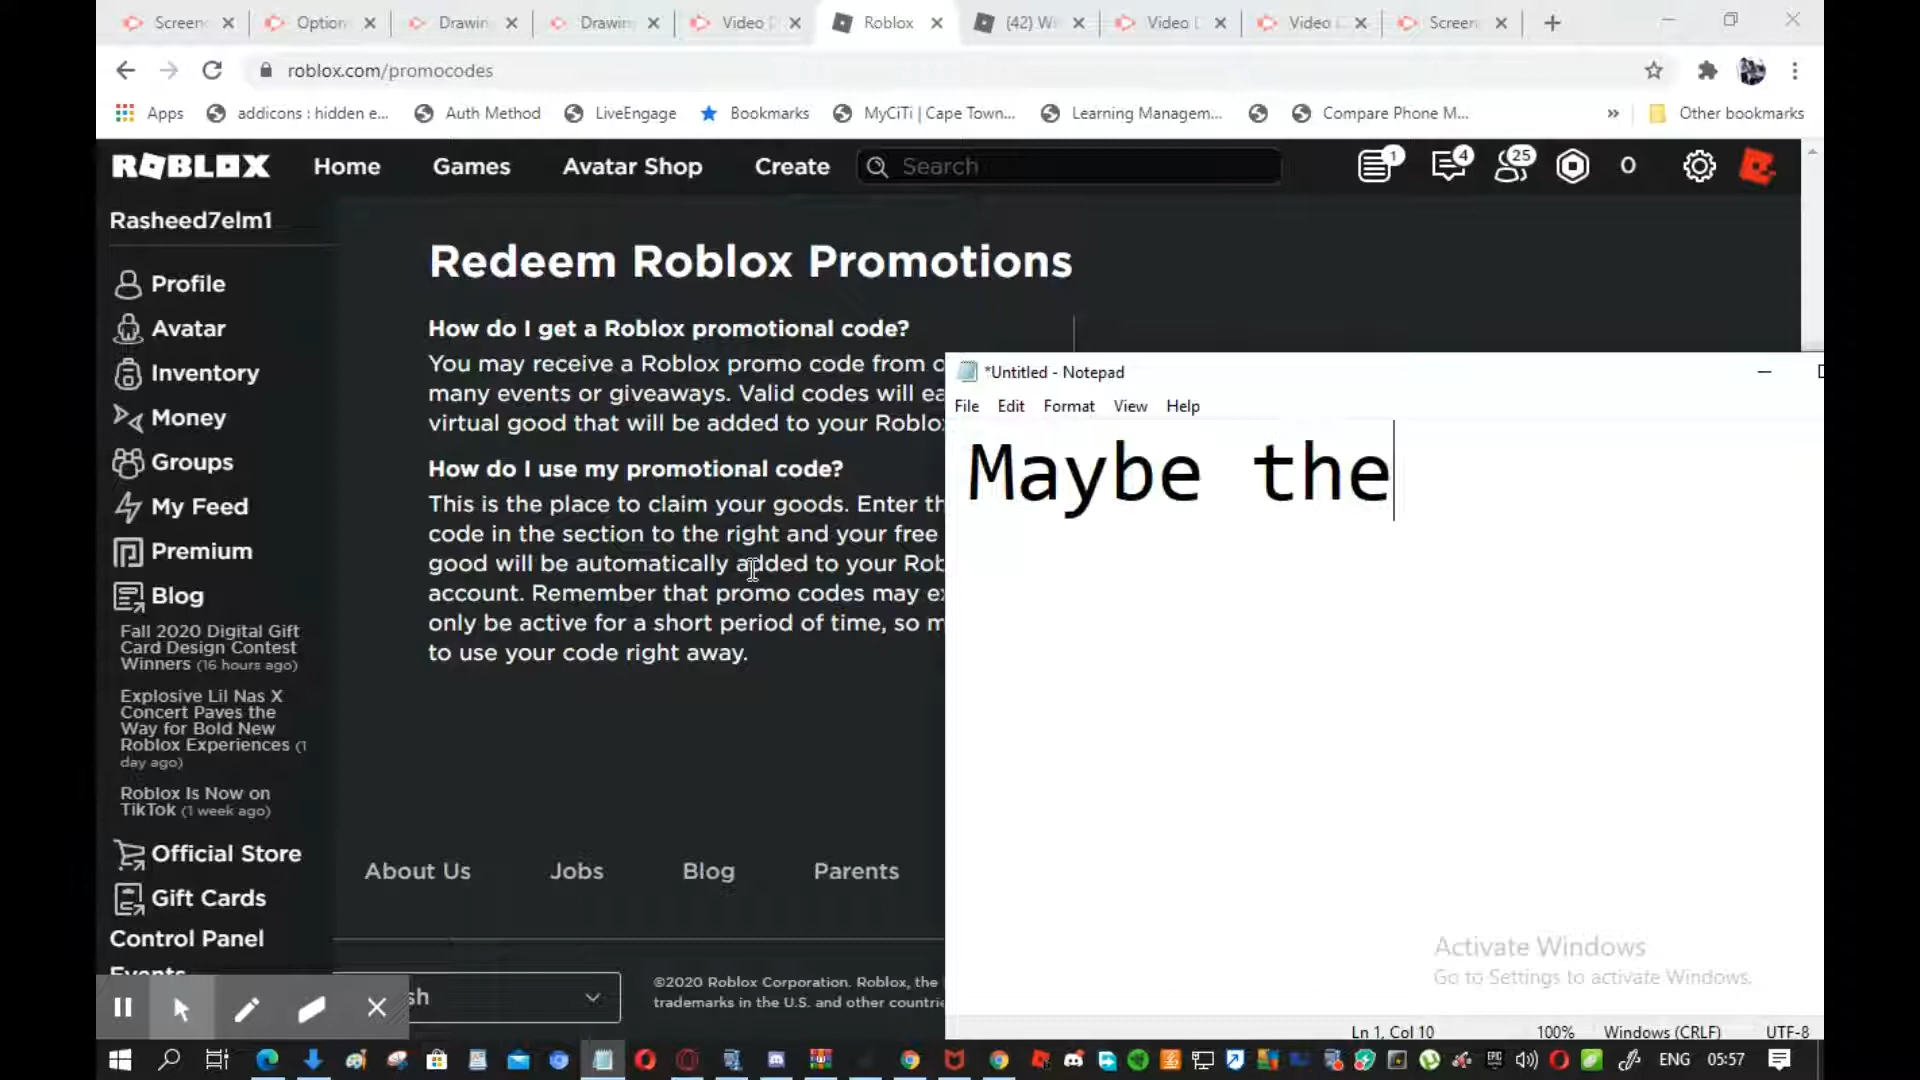 Screen
Option
Drawin
Drawin
Video D
Roblox
(42) Wi
Video D
Video
Screen
roblox.com/promocodes
Apps
addicons : hidden e...
Auth Method
LiveEngage
Bookmarks
MyCiTi | Cape Town...
Learning Managem...
Compare Phone M...
»
Other bookmarks
ROBLOX
Home
Games
Avatar Shop
Create
Search
1
4
25
0
Rasheed7elm1
Profile
Avatar
Inventory
Money
Groups
My Feed
Premium
Blog
Fall 2020 Digital Gift
Card Design Contest
Winners (16 hours ago)
Explosive Lil Nas X
Concert Paves the
Way for Bold New
Roblox Experiences (1
day ago)
Roblox Is Now on
TikTok (1 week ago)
Official Store
Gift Cards
Control Panel
Events
Redeem Roblox Promotions
How do I get a Roblox promotional code?
You may receive a Roblox promo code from o
many events or giveaways. Valid codes will ea
virtual good that will be added to your Roblo
How do I use my promotional code?
This is the place to claim your goods. Enter th
code in the section to the right and your free
good will be automatically added to your Rob
account. Remember that promo codes may ex
only be active for a short period of time, so m
to use your code right away.
About Us
Jobs
Blog
Parents
sh
©2020 Roblox Corporation. Roblox, the
trademarks in the U.S. and other countrie
*Untitled - Notepad
File Edit Format View Help
Maybe the
Activate Windows
Go to Settings to activate Windows.
Ln 1, Col 10
100%
Windows (CRLF)
UTF-8
ENG
05:57